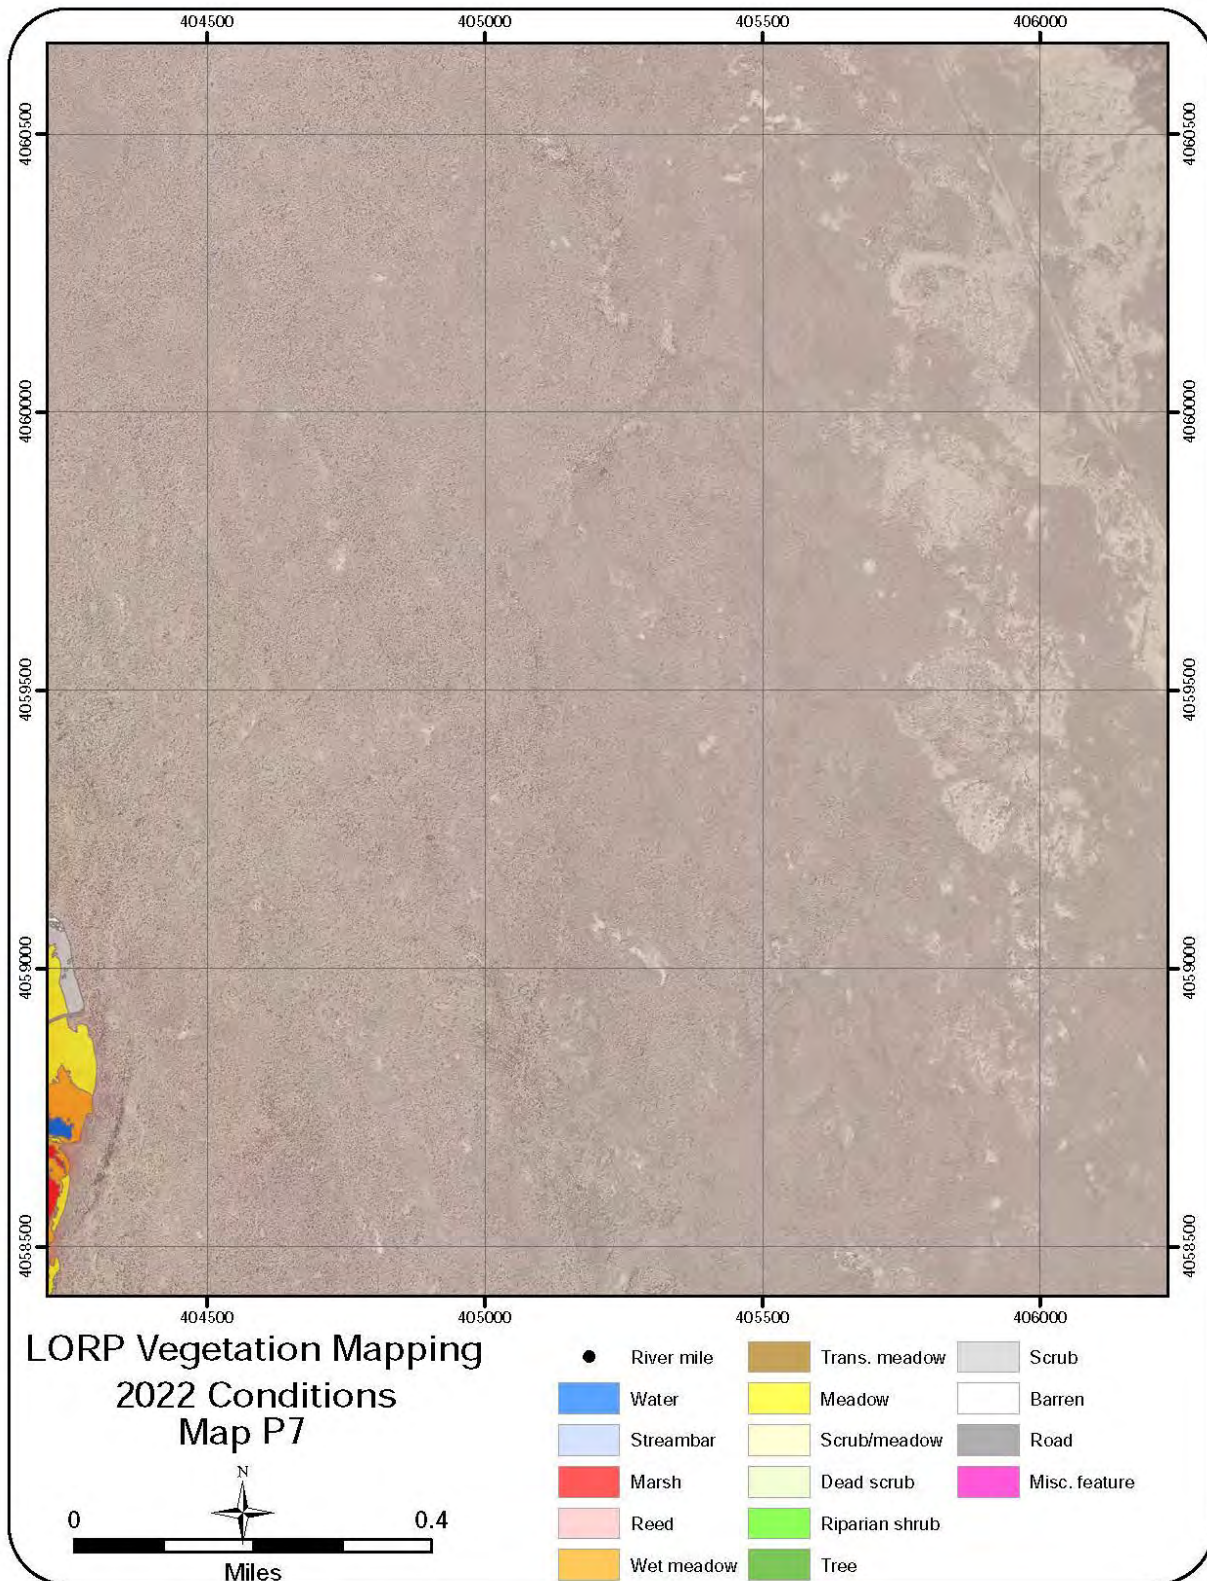 404500 405000 405500 406000
4060500 4060500
4060000 4060000
4059500 4059500
4059000 4059000
4058500 4058500
404500 405000 405500 406000
LORP Vegetation Mapping
2022 Conditions
Map P7
N
0 0.4
Miles
River mile
Water
Streambar
Marsh
Reed
Wet meadow
Trans. meadow
Meadow
Scrub/meadow
Dead scrub
Riparian shrub
Tree
Scrub
Barren
Road
Misc. feature